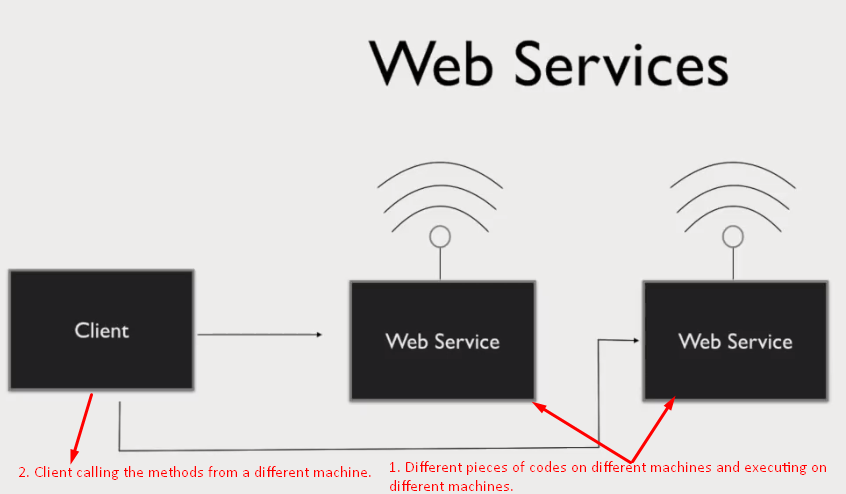 Web Services
Client
Web Service
Web Service
2. Client calling the methods from a different machine.
1. Different pieces of codes on different machines and executing on
different machines.